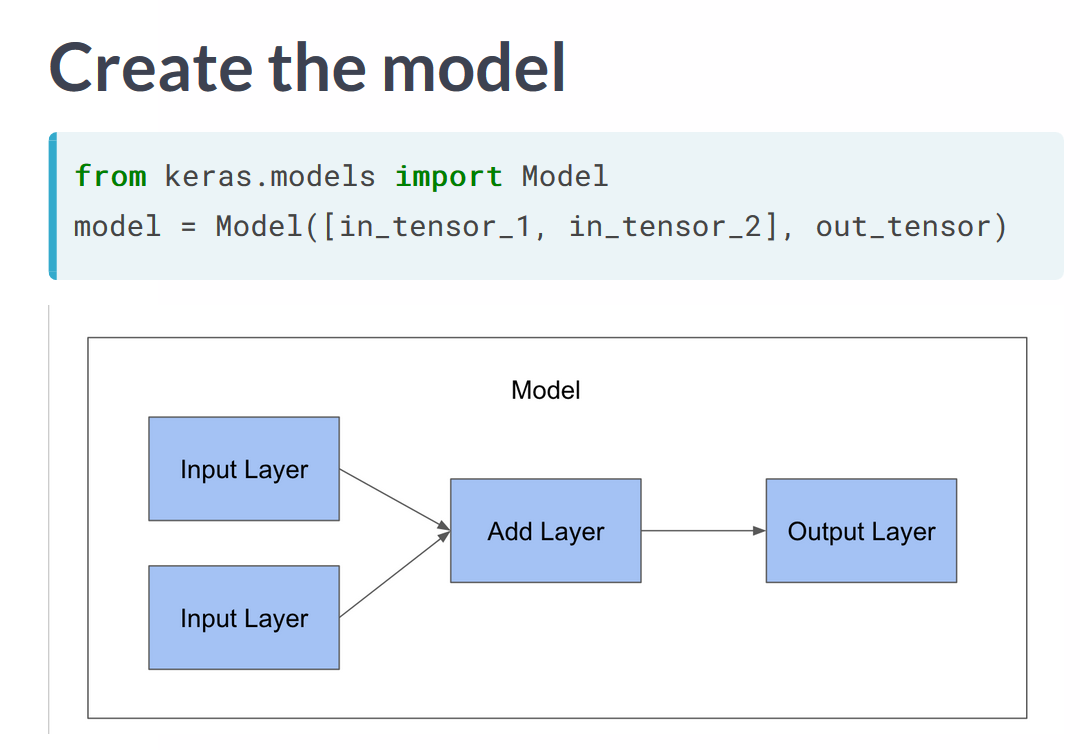 Create the model
from keras.models import Model
model = Model([in_tensor_1, in_tensor_2], out_tensor)
Model
Input Layer
Add Layer
Output Layer
Input Layer